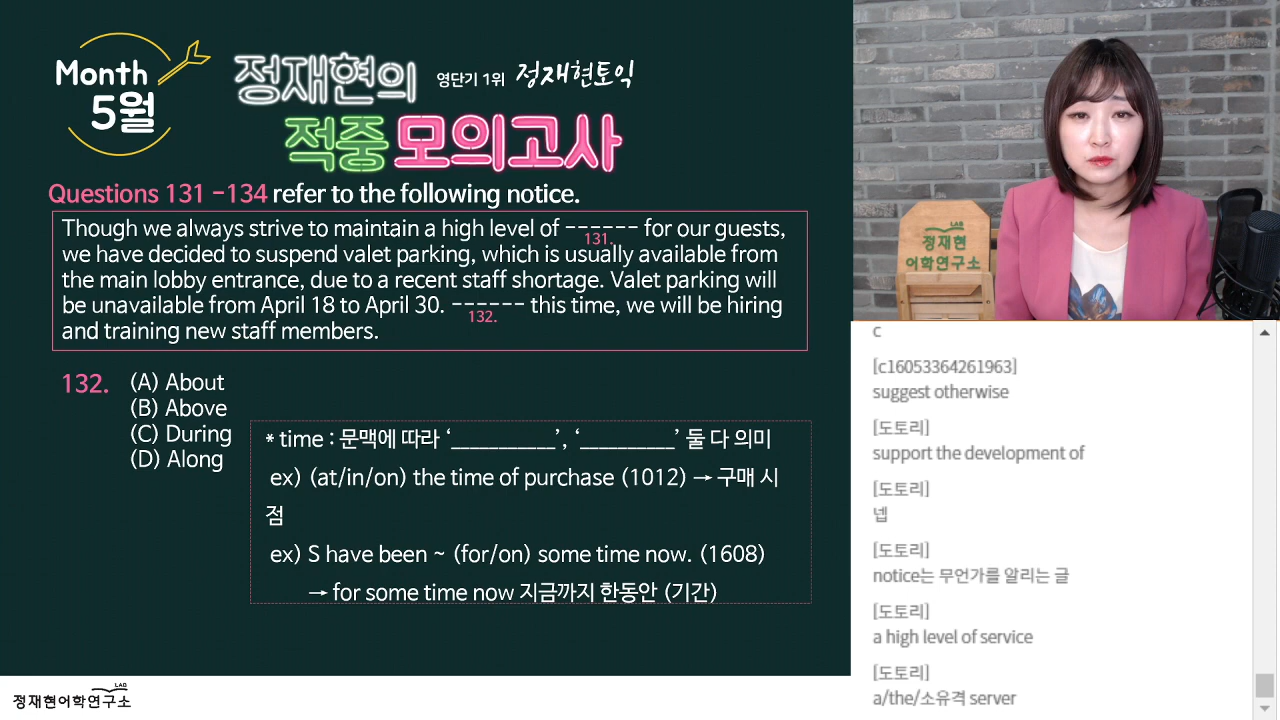 Month
5월
정재현의
영단기 1위 정재현토익
적중 모의고사
Questions 131 -134 refer to the following notice.
Though we always strive to maintain a high level of ------ for our guests,
131.
we have decided to suspend valet parking, which is usually available from
the main lobby entrance, due to a recent staff shortage. Valet parking will
be unavailable from April 18 to April 30. ------ this time, we will be hiring
132.
and training new staff members.
132. (A) About
(B) Above
(C) During
(D) Along
* time : 문맥에 따라 ‘___________’, ‘__________’ 둘 다 의미
ex) (at/in/on) the time of purchase (1012) → 구매 시
점
ex) S have been ~ (for/on) some time now. (1608)
→ for some time now 지금까지 한동안 (기간)
LAB
정재현어학연구소
LAB
정재현
어학연구소
c
[c16053364261963]
suggest otherwise
[도토리]
support the development of
[도토리]
넵
[도토리]
notice는 무언가를 알리는 글
[도토리]
a high level of service
[도토리]
a/the/소유격 server